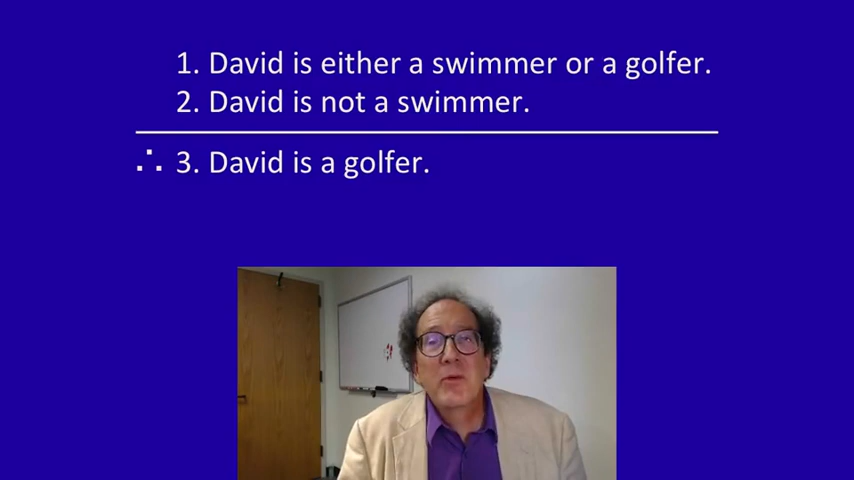 1. David is either a swimmer or a golfer.
2. David is not a swimmer.
∴ 3. David is a golfer.